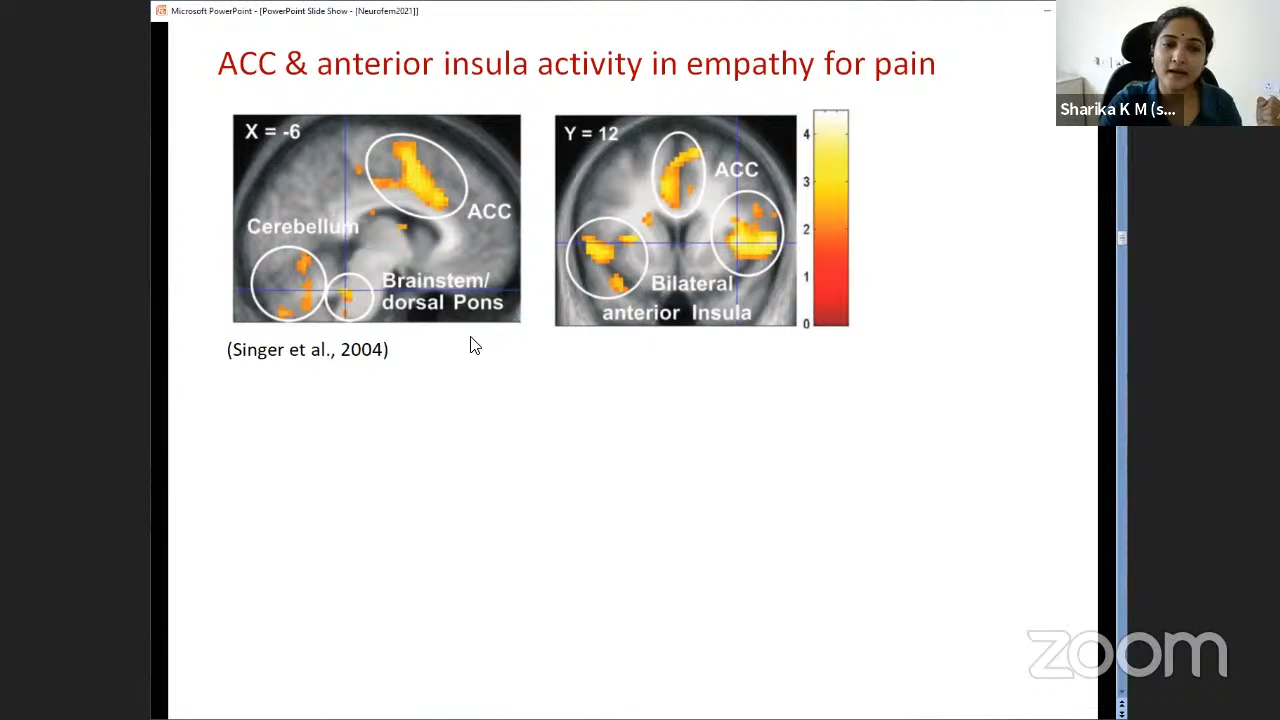 Microsoft PowerPoint - [PowerPoint Slide Show - [Neurofem2021]]
ACC & anterior insula activity in empathy for pain
Sharika K M (s...
X = -6
ACC
Cerebellum
Brainstem/
dorsal Pons
Y = 12
ACC
Bilateral
anterior Insula
4
3
2
1
0
(Singer et al., 2004)
zoom